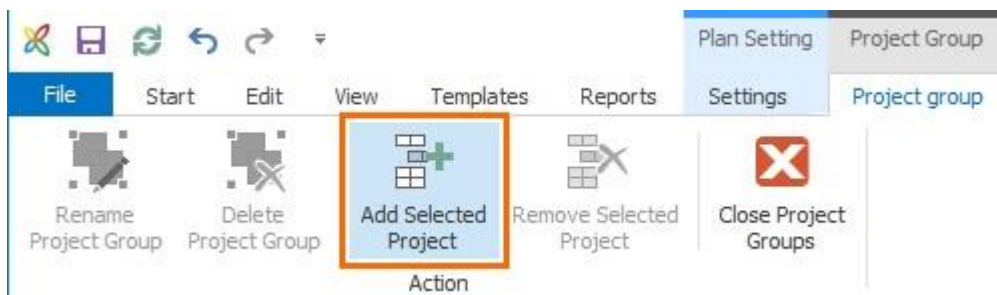 Plan Setting Project Group
File Start Edit View Templates Reports Settings Project group
Rename Delete Add Selected Remove Selected Close Project
Project Group Project Group Project Project Groups
Action